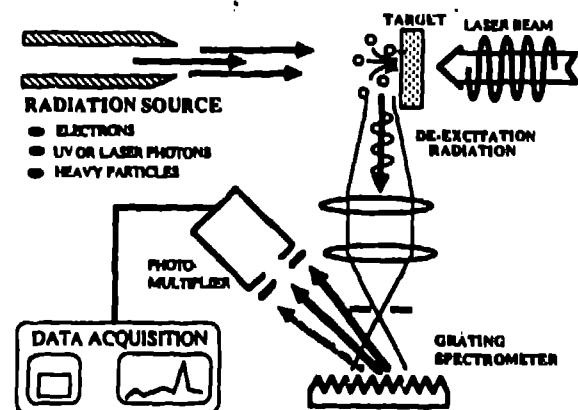 TARGET
LASER BEAM
RADIATION SOURCE
ELECTRONS
UV OR LASER PHOTONS
HEAVY PARTICLES
DE-EXCITATION
RADIATION
PHOTO-
MULTIPLIER
DATA ACQUISITION
GRATING
SPECTROMETER